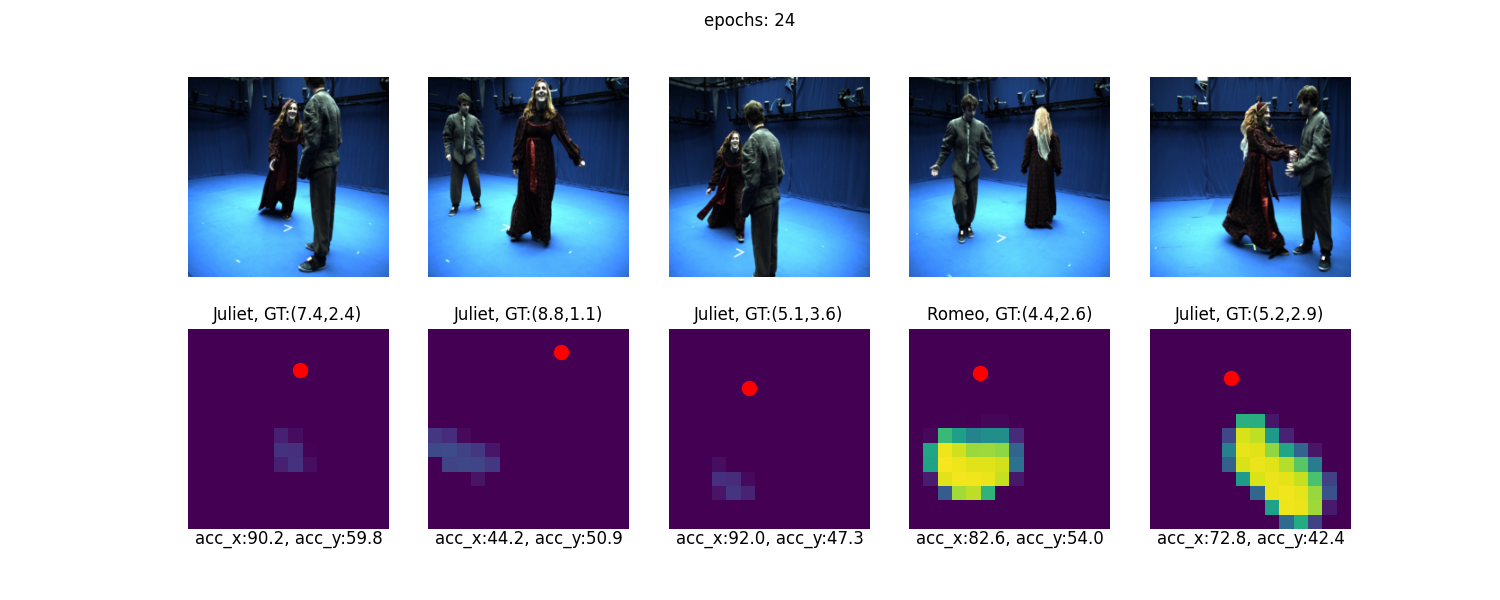 epochs: 24
Juliet, GT:(7.4,2.4)
Juliet, GT:(8.8,1.1)
Juliet, GT:(5.1,3.6)
Romeo, GT:(4.4,2.6)
Juliet, GT:(5.2,2.9)
acc_x:90.2, acc_y:59.8
acc_x:44.2, acc_y:50.9
acc_x:92.0, acc_y:47.3
acc_x:82.6, acc_y:54.0
acc_x:72.8, acc_y:42.4